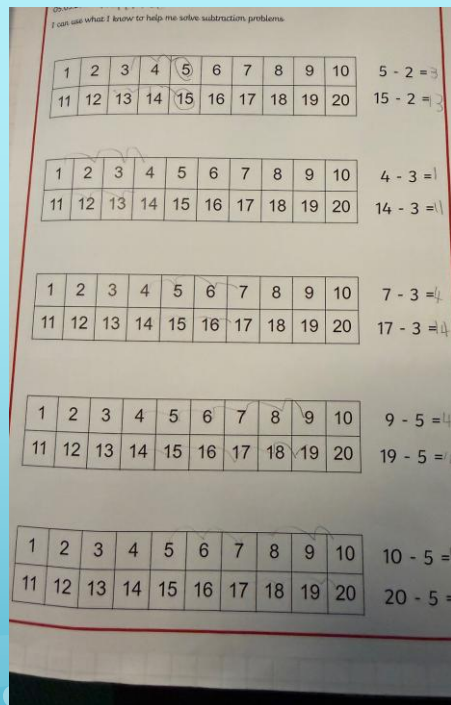 I can use what I know to help me solve subtraction problems
1 2 3 4 5 6 7 8 9 10 5 - 2 = 3
11 12 13 14 15 16 17 18 19 20 15 - 2 = 13
1 2 3 4 5 6 7 8 9 10 4 - 3 = 1
11 12 13 14 15 16 17 18 19 20 14 - 3 = 11
1 2 3 4 5 6 7 8 9 10 7 - 3 = 4
11 12 13 14 15 16 17 18 19 20 17 - 3 = 14
1 2 3 4 5 6 7 8 9 10 9 - 5 = 4
11 12 13 14 15 16 17 18 19 20 19 - 5 =
1 2 3 4 5 6 7 8 9 10 10 - 5 =
11 12 13 14 15 16 17 18 19 20 20 - 5 =